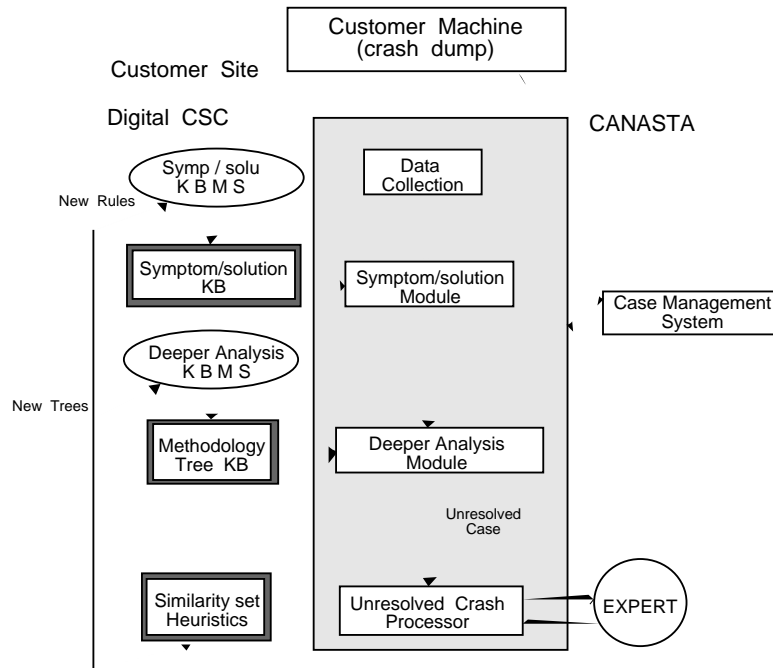 Customer Machine
(crash dump)
Customer Site
Digital CSC
CANASTA
Symp / solu
K B M S
Data
Collection
New Rules
Symptom/solution
KB
Symptom/solution
Module
Case Management
System
Deeper Analysis
K B M S
New Trees
Methodology
Tree KB
Deeper Analysis
Module
Unresolved
Case
Similarity set
Heuristics
Unresolved Crash
Processor
EXPERT